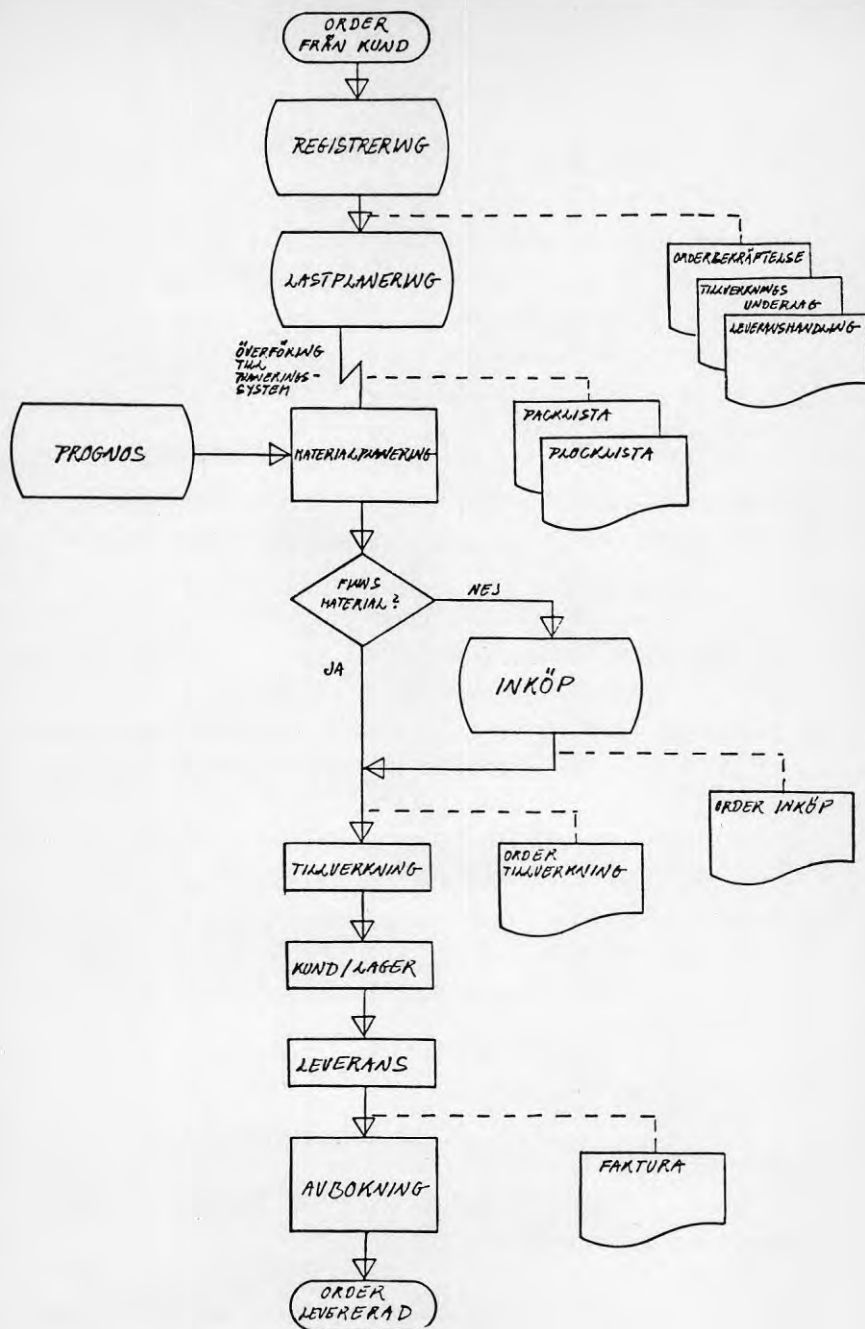 ORDER
FRÅN KUND
REGISTRERING
LASTPLANERING
ORDERBEKRÄFTELSE
TILLVERKNINGS
UNDERLAG
LEVERANSHANDLING
ÖVERFÖRING
TILL
PLANERINGS-
SYSTEM
PACKLISTA
PLOCKLISTA
PROGNOS
MATERIALPLANERING
FINNS
MATERIAL?
NEJ
JA
INKÖP
ORDER INKÖP
ORDER
TILLVERKNING
TILLVERKNING
KUND/LAGER
LEVERANS
AVBOKNING
FAKTURA
ORDER
LEVERERAD